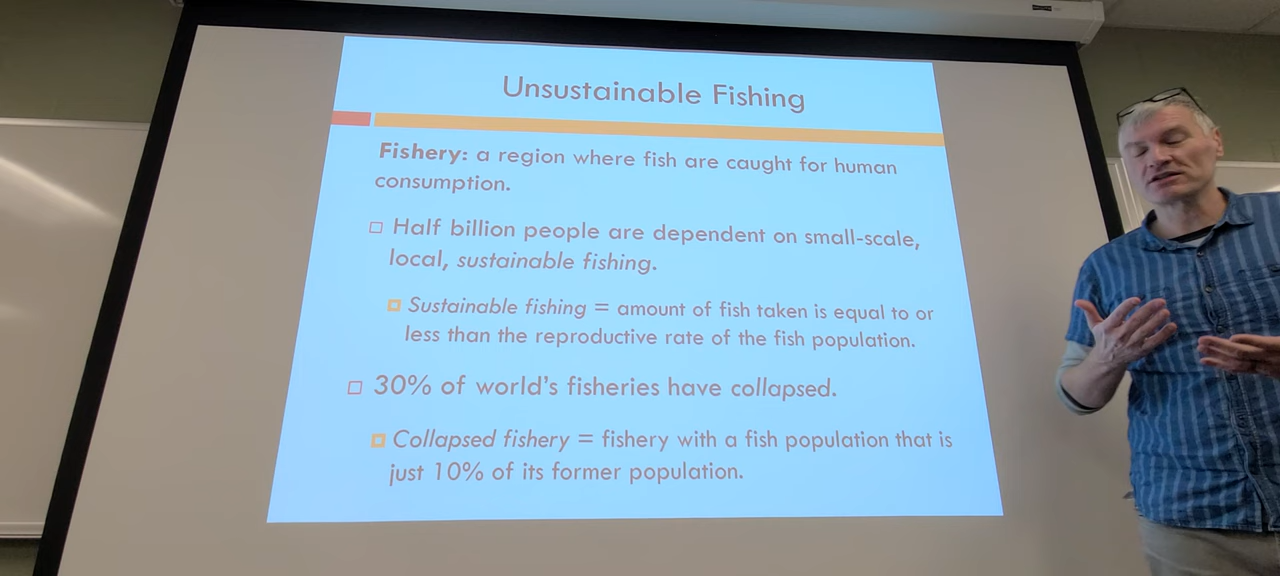 Unsustainable Fishing
Fishery: a region where fish are caught for human
consumption.
Half billion people are dependent on small-scale,
local, sustainable fishing.
Sustainable fishing = amount of fish taken is equal to or
less than the reproductive rate of the fish population.
30% of world's fisheries have collapsed.
Collapsed fishery = fishery with a fish population that is
just 10% of its former population.